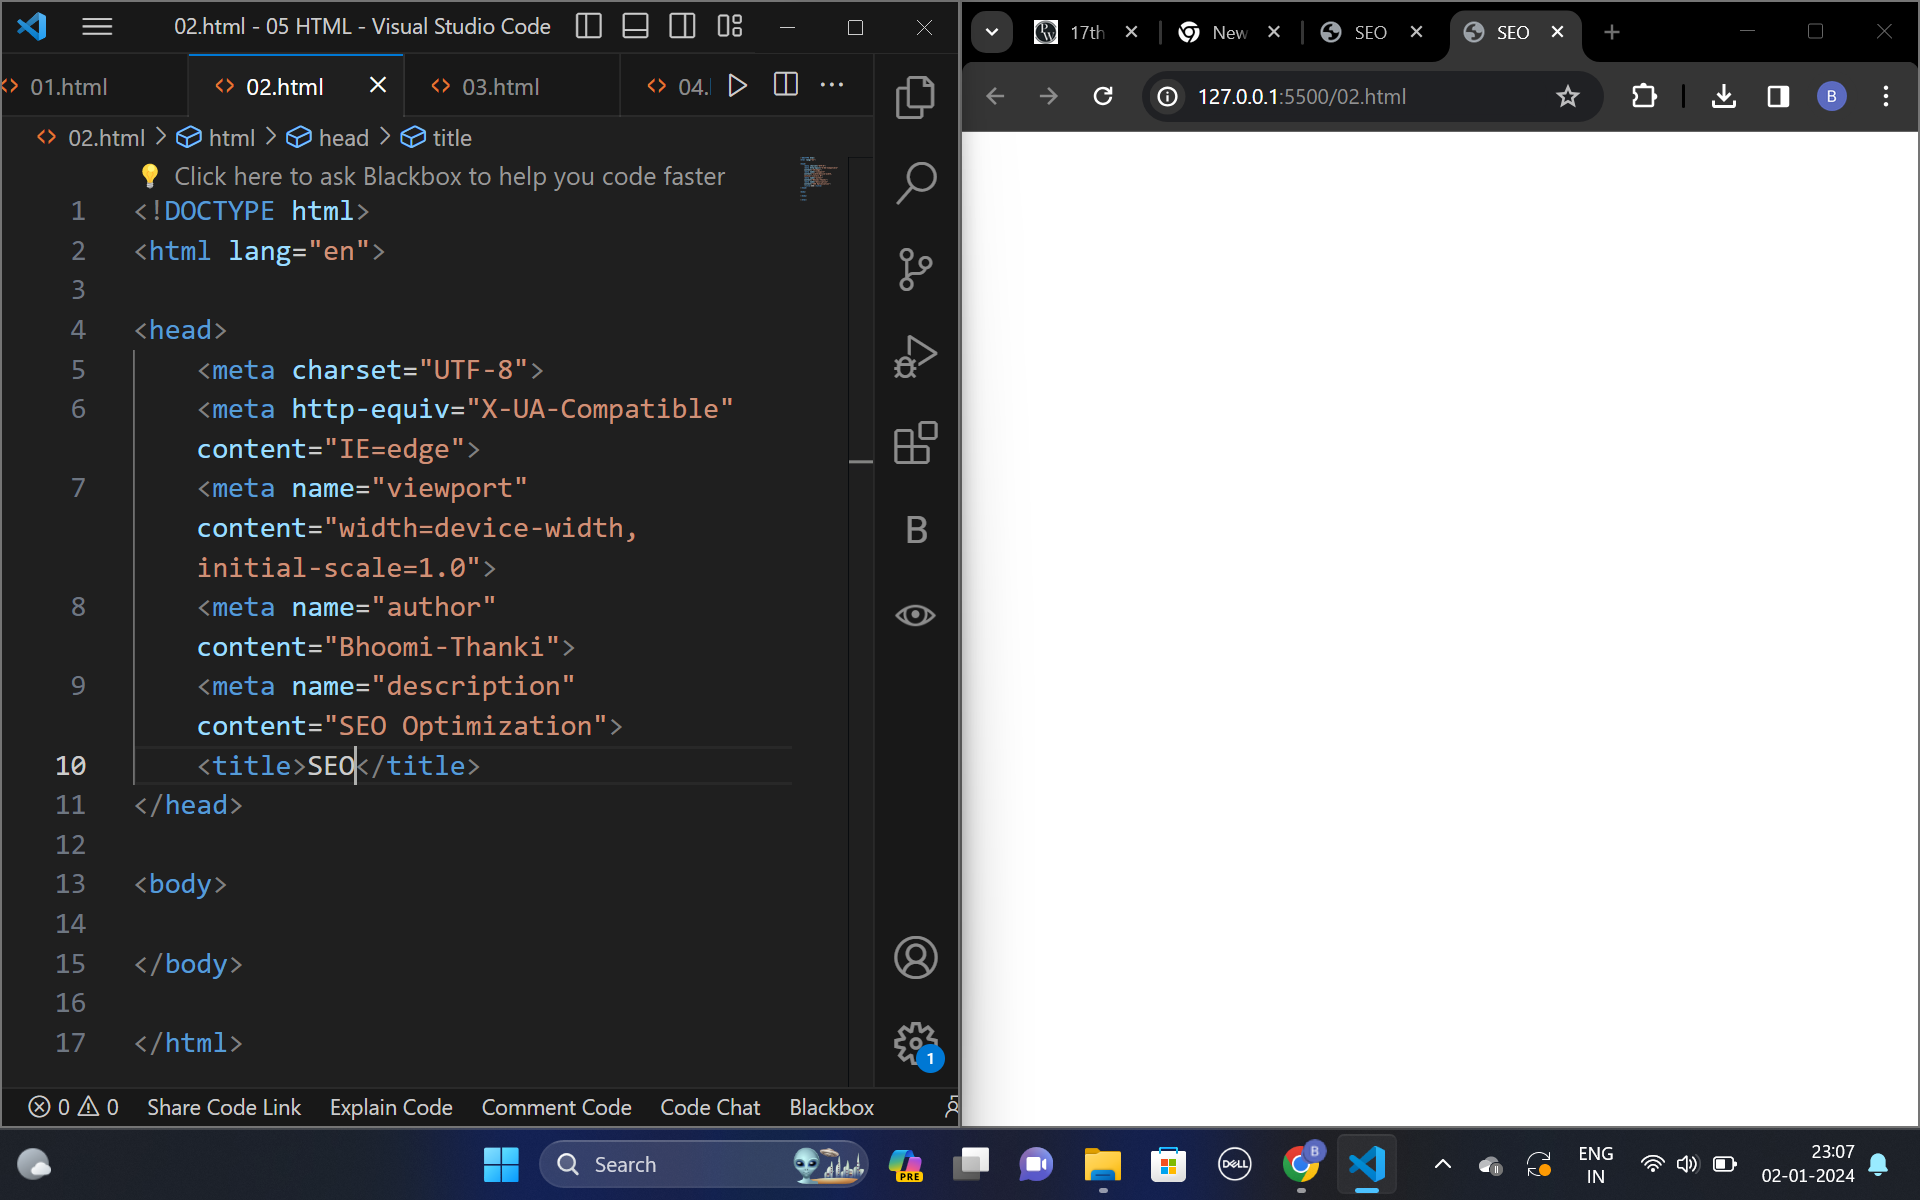 02.html - 05 HTML - Visual Studio Code
01.html
02.html
03.html
04.
02.html > html > head > title
Click here to ask Blackbox to help you code faster
1 <!DOCTYPE html>
2 <html lang="en">
3
4 <head>
5 <meta charset="UTF-8">
6 <meta http-equiv="X-UA-Compatible"
content="IE=edge">
7 <meta name="viewport"
content="width=device-width,
initial-scale=1.0">
8 <meta name="author"
content="Bhoomi-Thanki">
9 <meta name="description"
content="SEO Optimization">
10 <title>SEO</title>
11 </head>
12
13 <body>
14
15 </body>
16
17 </html>
B
1
0 0 Share Code Link Explain Code Comment Code Code Chat Blackbox
17th
New
SEO
SEO
127.0.0.1:5500/02.html
B
Search
PRE
DELL
B
ENG
IN
23:07
02-01-2024